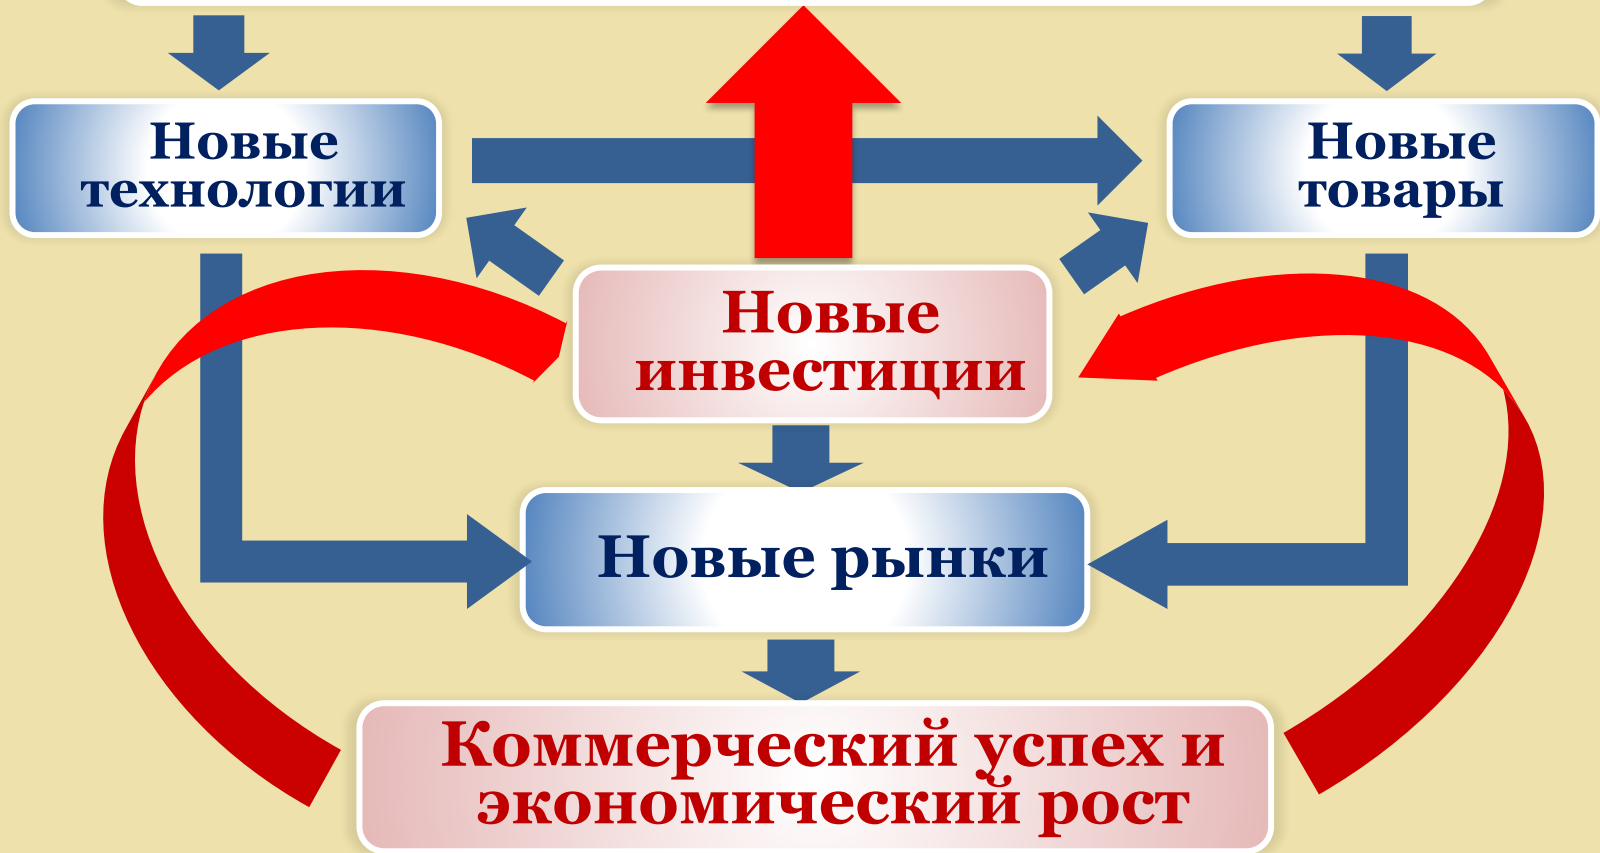 Новые
технологии
Новые
товары
Новые
инвестиции
Новые рынки
Коммерческий успех и
экономический рост